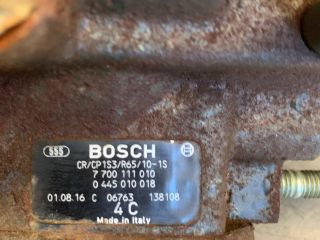 555 BOSCH
CR/CP1S3/R65/10-1S
7 700 111 010
0 445 010 018
01.08.16 C 06763 138108
4 C
Made in Italy